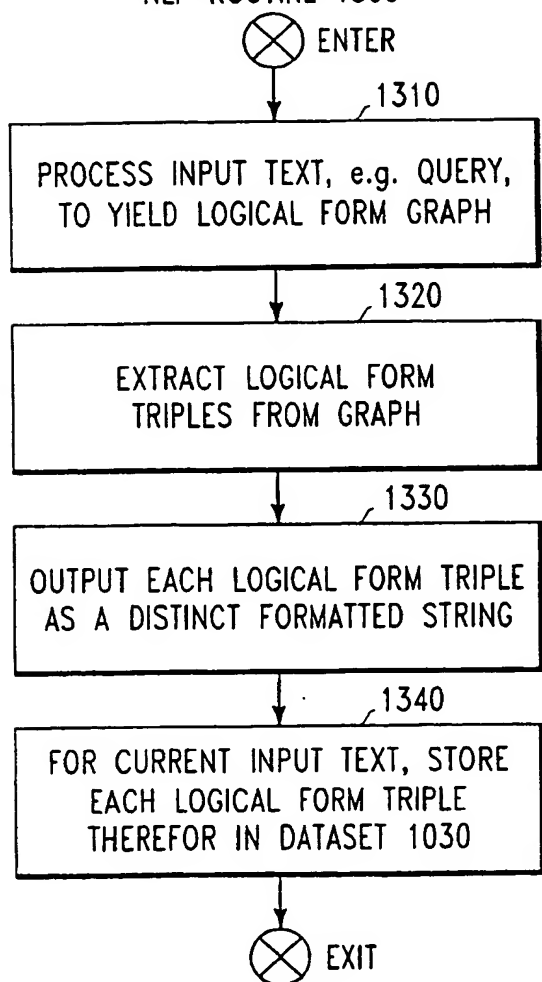 ENTER
1310
PROCESS INPUT TEXT, e.g. QUERY,
TO YIELD LOGICAL FORM GRAPH
1320
EXTRACT LOGICAL FORM
TRIPLES FROM GRAPH
1330
OUTPUT EACH LOGICAL FORM TRIPLE
AS A DISTINCT FORMATTED STRING
1340
FOR CURRENT INPUT TEXT, STORE
EACH LOGICAL FORM TRIPLE
THEREFOR IN DATASET 1030
EXIT